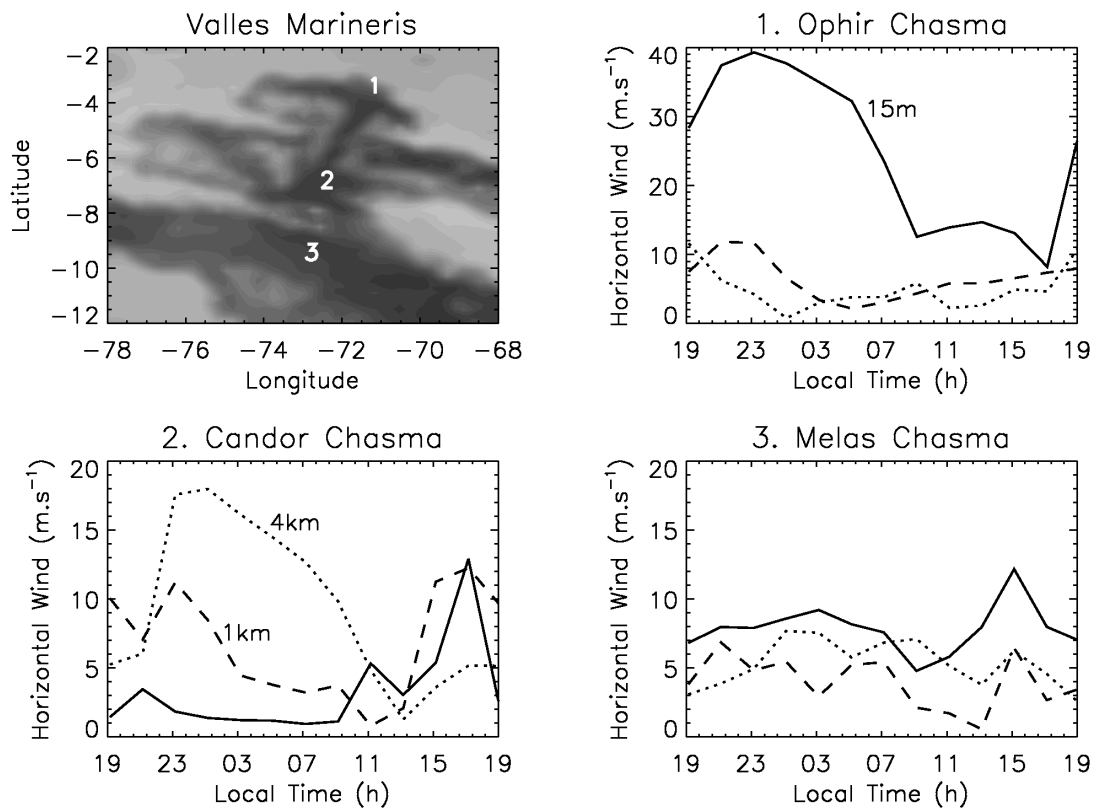 Valles Marineris
Latitude
−2
−4
−6
−8
−10
−12
1
2
3
−78 −76 −74 −72 −70 −68
Longitude
1. Ophir Chasma
Horizontal Wind (m.s⁻¹)
40
30
20
10
0
15m
19 23 03 07 11 15 19
Local Time (h)
2. Candor Chasma
Horizontal Wind (m.s⁻¹)
20
15
10
5
0
4km
1km
19 23 03 07 11 15 19
Local Time (h)
3. Melas Chasma
Horizontal Wind (m.s⁻¹)
20
15
10
5
0
19 23 03 07 11 15 19
Local Time (h)